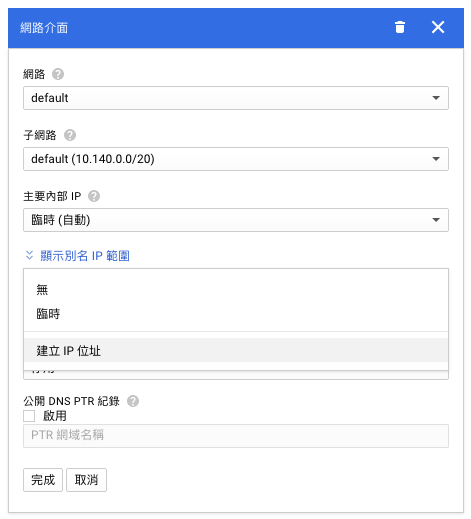 網路介面
網路
default
子網路
default (10.140.0.0/20)
主要內部 IP
臨時 (自動)
顯示別名 IP 範圍
無
臨時
建立 IP 位址
公開 DNS PTR 紀錄
啟用
PTR 網域名稱
完成 取消